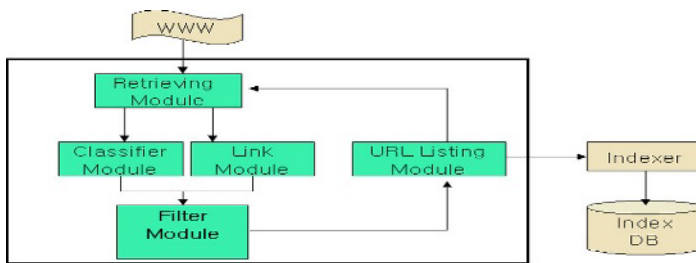 WWW
Retrieving
Module
Classifier
Module
Link
Module
URL Listing
Module
Indexer
Filter
Module
Index
DB